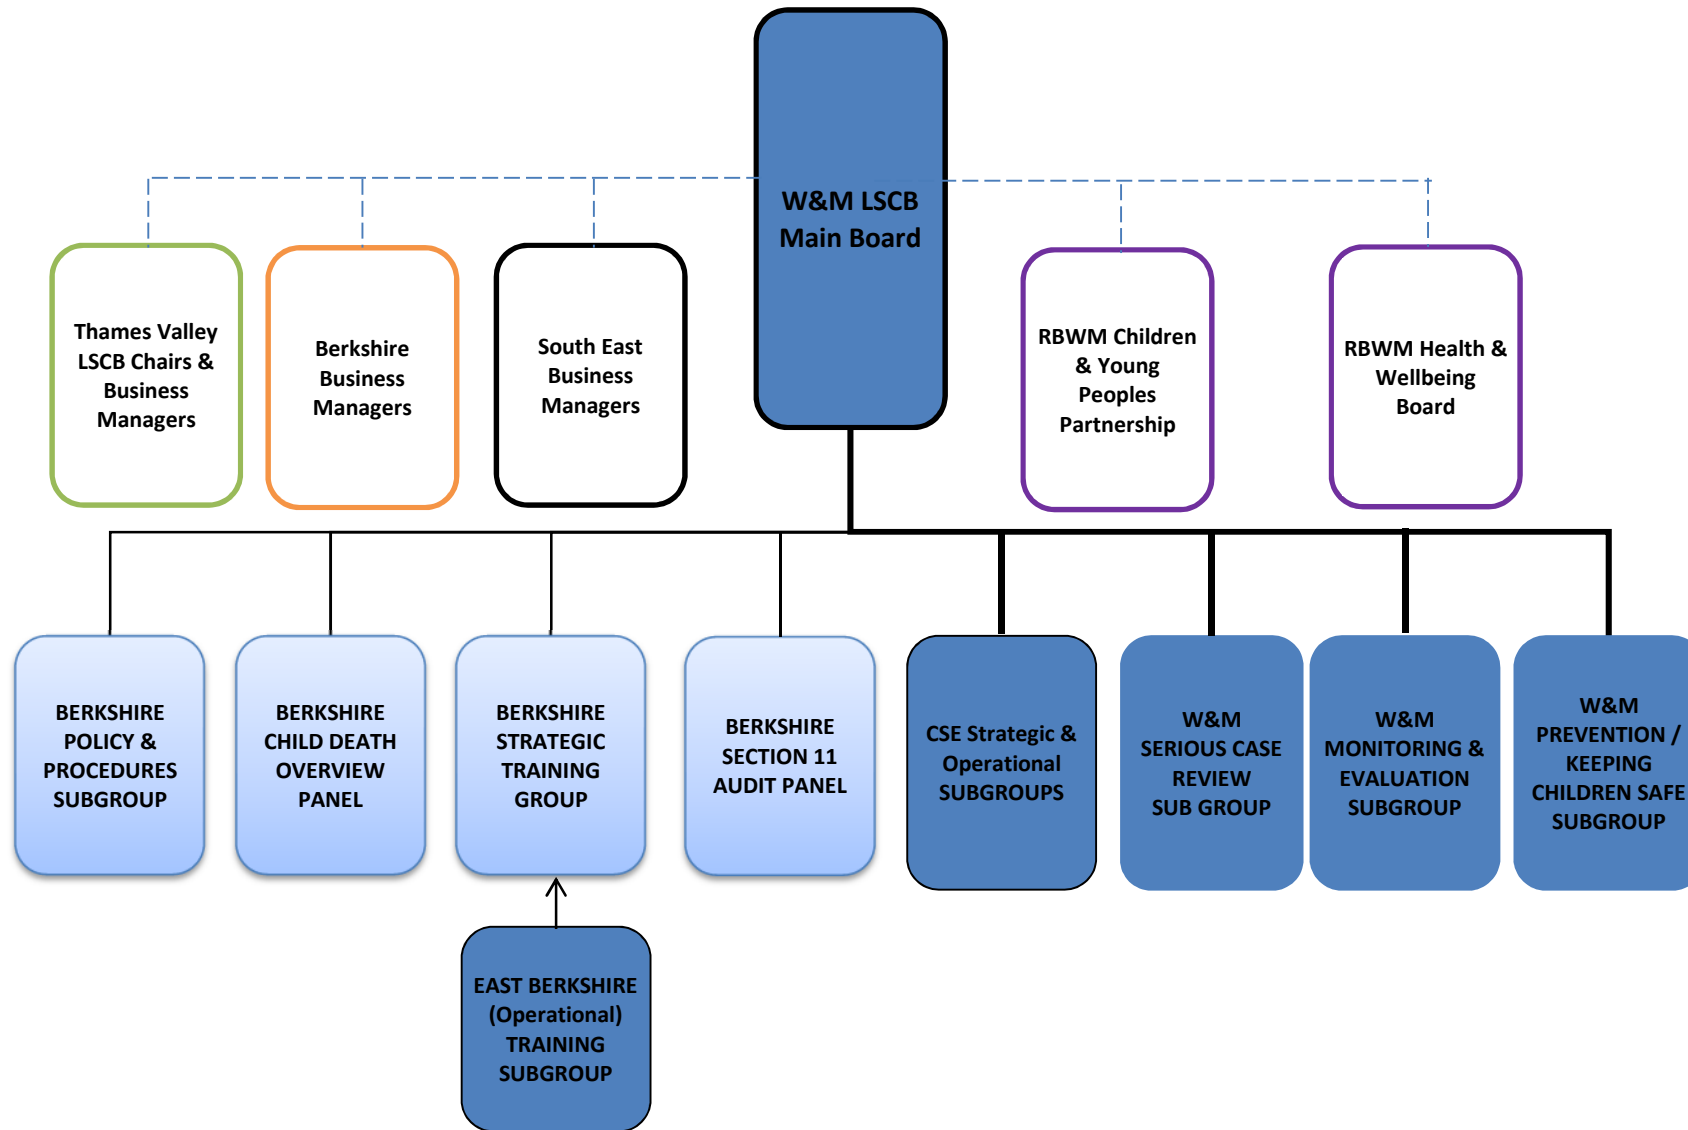 W&M LSCB
Main Board
Thames Valley
LSCB Chairs &
Business
Managers
Berkshire
Business
Managers
South East
Business
Managers
RBWM Children
& Young
Peoples
Partnership
RBWM Health &
Wellbeing
Board
BERKSHIRE
POLICY &
PROCEDURES
SUBGROUP
BERKSHIRE
CHILD DEATH
OVERVIEW
PANEL
BERKSHIRE
STRATEGIC
TRAINING
GROUP
BERKSHIRE
SECTION 11
AUDIT PANEL
CSE Strategic &
Operational
SUBGROUPS
W&M
SERIOUS CASE
REVIEW
SUB GROUP
W&M
MONITORING &
EVALUATION
SUBGROUP
W&M
PREVENTION /
KEEPING
CHILDREN SAFE
SUBGROUP
EAST BERKSHIRE
(Operational)
TRAINING
SUBGROUP